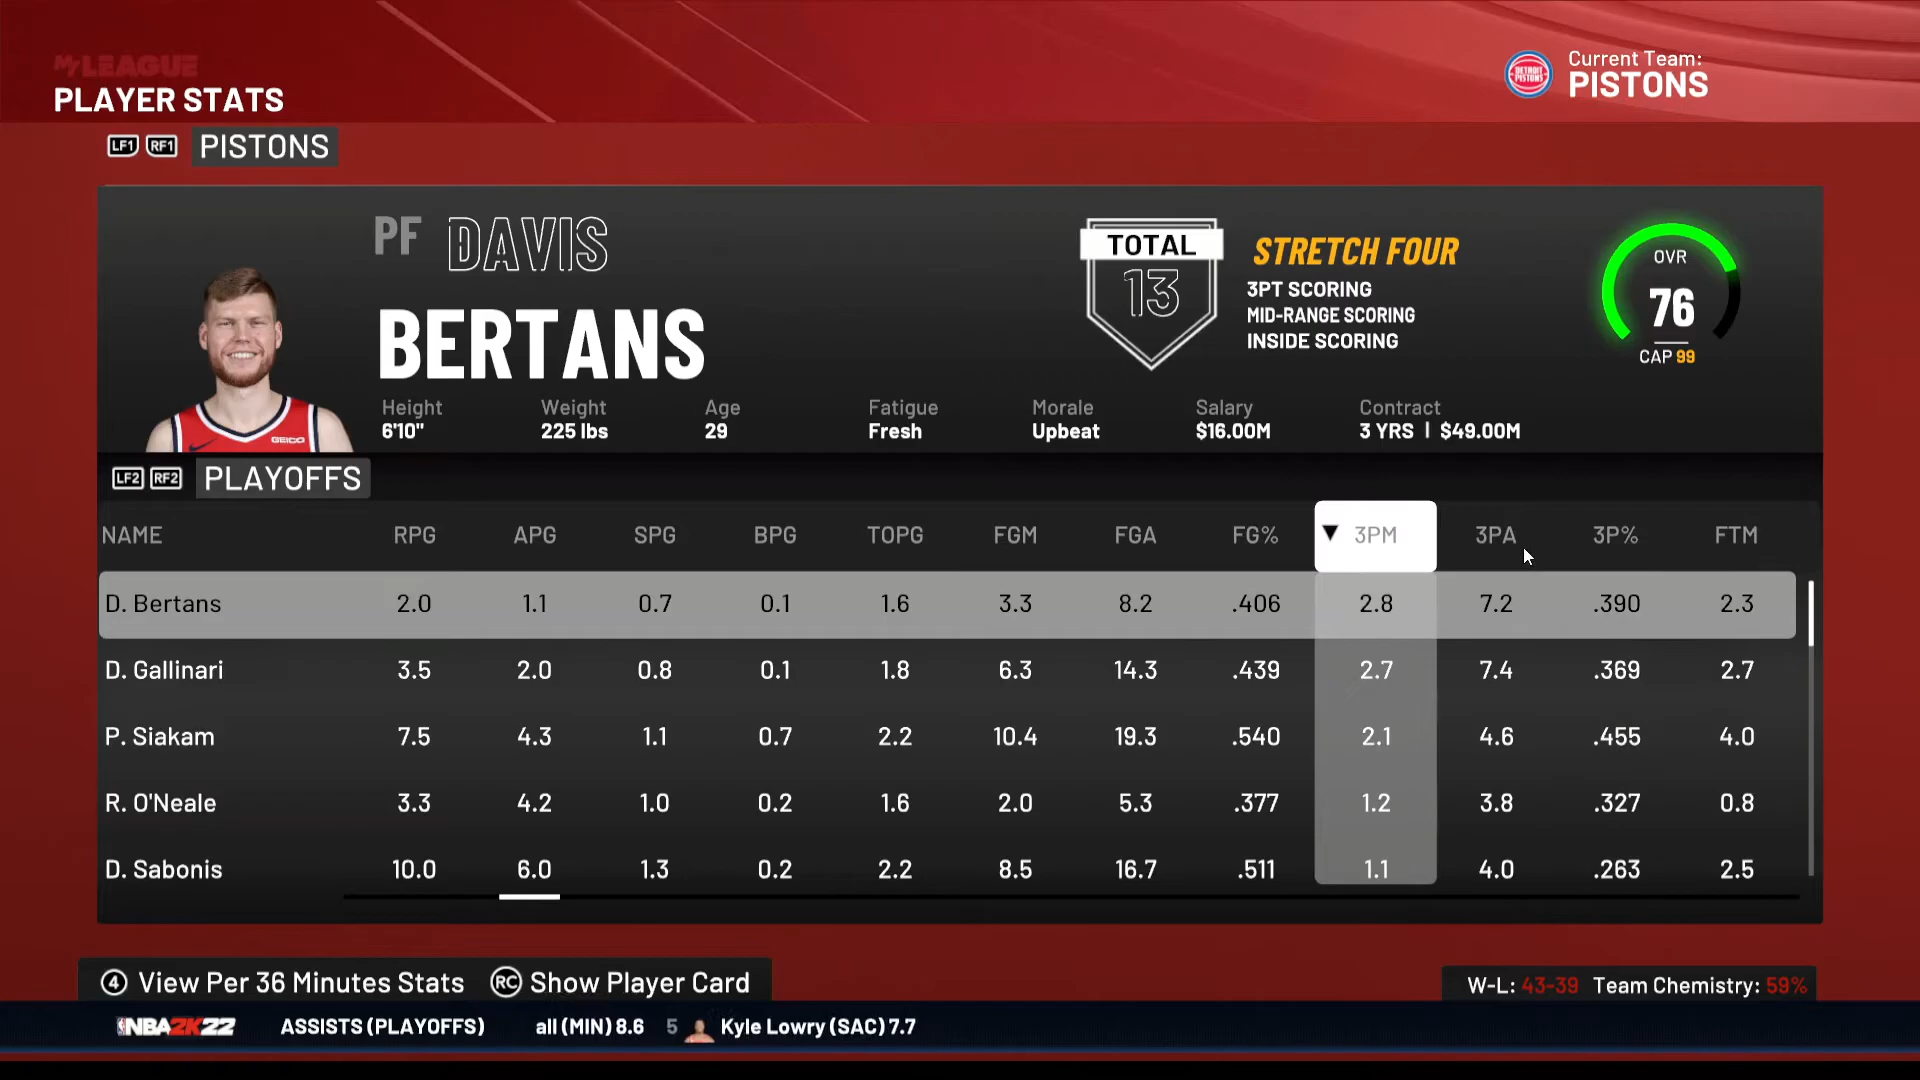 MyLEAGUE
PLAYER STATS
DETROIT PISTONS
Current Team:
PISTONS
LF1 RF1 PISTONS
PF DAVIS
BERTANS
TOTAL
13
STRETCH FOUR
3PT SCORING
MID-RANGE SCORING
INSIDE SCORING
OVR
76
CAP 99
GEICO
Height Weight Age Fatigue Morale Salary Contract
6'10" 225 lbs 29 Fresh Upbeat $16.00M 3 YRS | $49.00M
LF2 RF2 PLAYOFFS
NAME RPG APG SPG BPG TOPG FGM FGA FG% ▼ 3PM 3PA 3P% FTM
D. Bertans 2.0 1.1 0.7 0.1 1.6 3.3 8.2 .406 2.8 7.2 .390 2.3
D. Gallinari 3.5 2.0 0.8 0.1 1.8 6.3 14.3 .439 2.7 7.4 .369 2.7
P. Siakam 7.5 4.3 1.1 0.7 2.2 10.4 19.3 .540 2.1 4.6 .455 4.0
R. O'Neale 3.3 4.2 1.0 0.2 1.6 2.0 5.3 .377 1.2 3.8 .327 0.8
D. Sabonis 10.0 6.0 1.3 0.2 2.2 8.5 16.7 .511 1.1 4.0 .263 2.5
4 View Per 36 Minutes Stats RC Show Player Card
W-L: 43-39 Team Chemistry: 59%
NBA2K22 ASSISTS (PLAYOFFS) all (MIN) 8.6 5 Kyle Lowry (SAC) 7.7